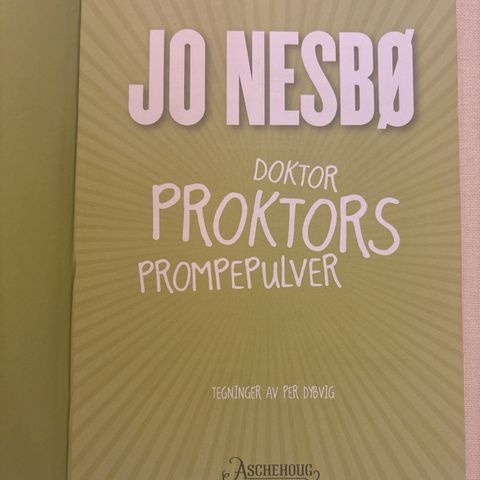 JO NESBØ
DOKTOR
PROKTORS
PROMPEPULVER
TEGNINGER AV PER DYBVIG
ASCHEHOUG